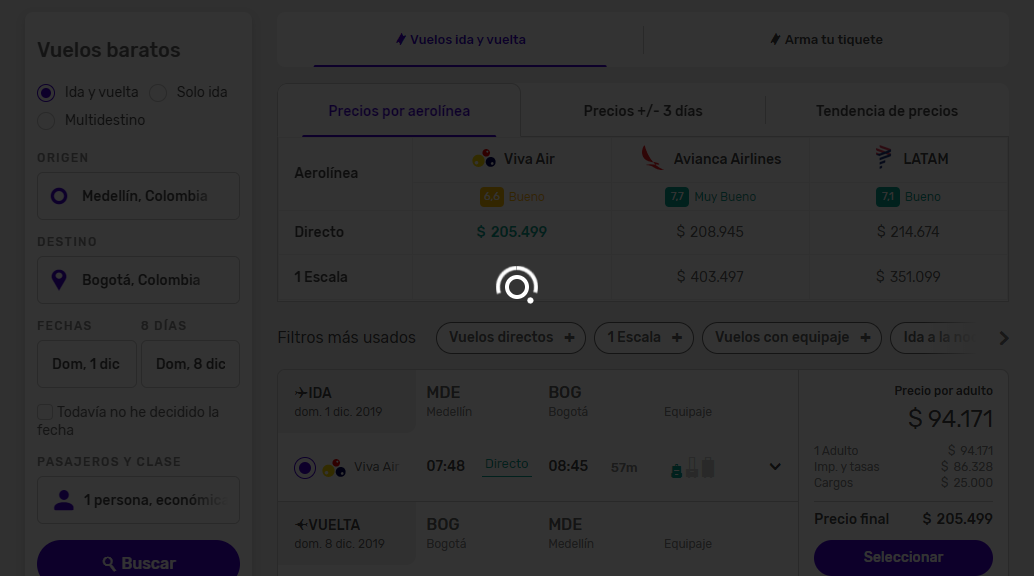 Vuelos baratos
Ida y vuelta
Solo ida
Multidestino
ORIGEN
Medellín, Colombia
DESTINO
Bogotá, Colombia
FECHAS
8 DÍAS
Dom, 1 dic
Dom. 8 dic
Todavía no he decidido la
fecha
PASAJEROS Y CLASE
1 persona, económica
Buscar
Vuelos ida y vuelta
Arma tu tiquete
Precios por aerolínea
Precios +/- 3 días
Tendencia de precios
Aerolínea
Viva Air
Avianca Airlines
LATAM
6,6 Bueno
7,7 Muy Bueno
7,1 Bueno
Directo
$ 205.499
$ 208.945
$ 214.674
1 Escala
$ 403.497
$ 351.099
Filtros más usados
Vuelos directos +
1 Escala +
Vuelos con equipaje +
Ida a la
IDA
dom. 1 dic. 2019
MDE
Medellín
BOG
Bogotá
Equipaje
Viva Air
07:48
Directo
08:45
57m
VUELTA
dom. 8 dic. 2019
BOG
Bogotá
MDE
Medellín
Equipaje
Precio por adulto
$ 94.171
1 Adulto $ 94.171
Imp. y tasas $ 86.328
Cargos $ 25.000
Precio final $ 205.499
Seleccionar